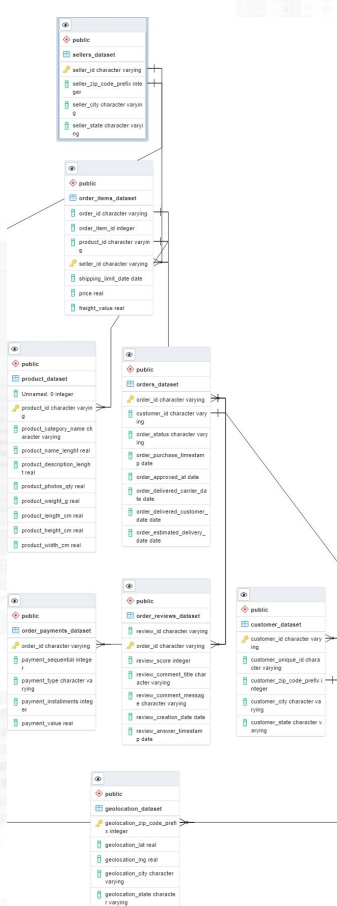 public
sellers_dataset
seller_id character varying
seller_zip_code_prefix inte
ger
seller_city character varyin
g
seller_state character varyi
ng
public
order_items_dataset
order_id character varying
order_item_id integer
product_id character varyin
g
seller_id character varying
shipping_limit_date date
price real
freight_value real
public
product_dataset
Unnamed: 0 integer
product_id character varyin
g
product_category_name ch
aracter varying
product_name_lenght real
product_description_lengh
t real
product_photos_qty real
product_weight_g real
product_length_cm real
product_height_cm real
product_width_cm real
public
orders_dataset
order_id character varying
customer_id character vary
ing
order_status character vary
ing
order_purchase_timestam
p date
order_approved_at date
order_delivered_carrier_da
te date
order_delivered_customer_
date date
order_estimated_delivery_
date date
public
order_payments_dataset
order_id character varying
payment_sequential intege
r
payment_type character va
rying
payment_installments integ
er
payment_value real
public
order_reviews_dataset
review_id character varying
order_id character varying
review_score integer
review_comment_title char
acter varying
review_comment_messag
e character varying
review_creation_date date
review_answer_timestam
p date
public
customer_dataset
customer_id character vary
ing
customer_unique_id chara
cter varying
customer_zip_code_prefix i
nteger
customer_city character va
rying
customer_state character v
arying
public
geolocation_dataset
geolocation_zip_code_prefi
x integer
geolocation_lat real
geolocation_lng real
geolocation_city character
varying
geolocation_state characte
r varying